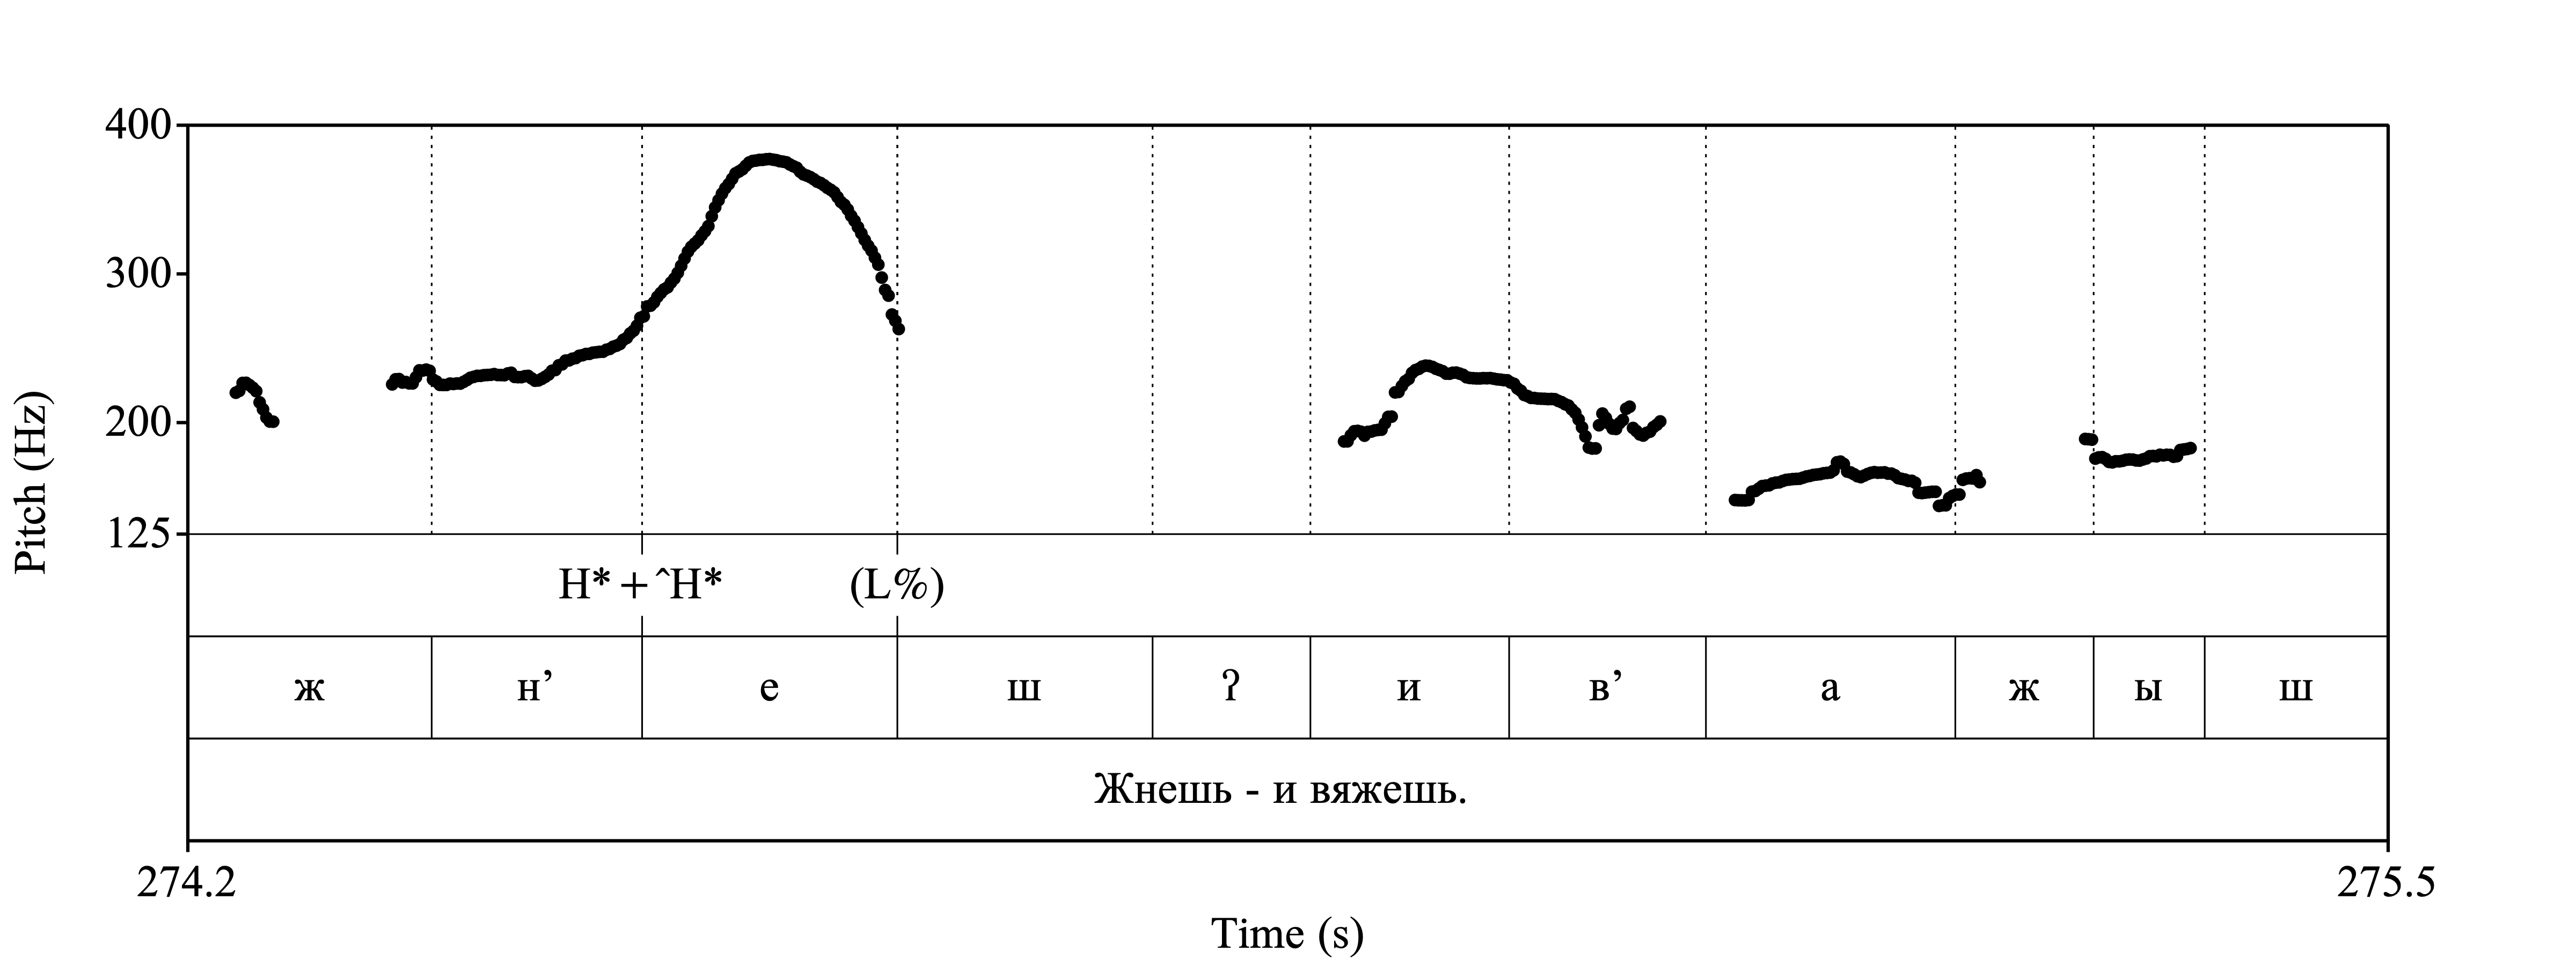 400
300
200
125
Pitch (Hz)
H* + ^H* (L%)
ж н’ е ш ʔ и в’ а ж ы ш
Жнешь - и вяжешь.
274.2 275.5
Time (s)